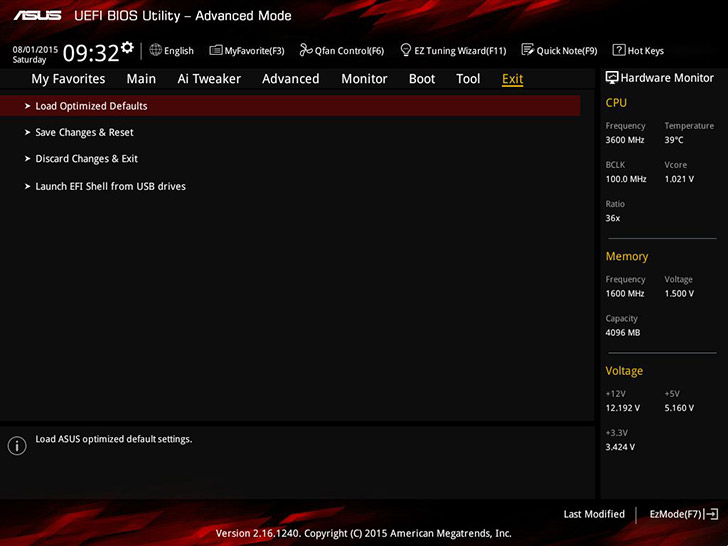 ASUS UEFI BIOS Utility – Advanced Mode
08/01/2015 Saturday 09:32 English MyFavorite(F3) Qfan Control(F6) EZ Tuning Wizard(F11) Quick Note(F9) ? Hot Keys
My Favorites Main Ai Tweaker Advanced Monitor Boot Tool Exit
Load Optimized Defaults
Save Changes & Reset
Discard Changes & Exit
Launch EFI Shell from USB drives
Hardware Monitor
CPU
Frequency Temperature
3600 MHz 39°C
BCLK Vcore
100.0 MHz 1.021 V
Ratio
36x
Memory
Frequency Voltage
1600 MHz 1.500 V
Capacity
4096 MB
Voltage
+12V +5V
12.192 V 5.160 V
+3.3V
3.424 V
i Load ASUS optimized default settings.
Last Modified EzMode(F7)
Version 2.16.1240. Copyright (C) 2015 American Megatrends, Inc.